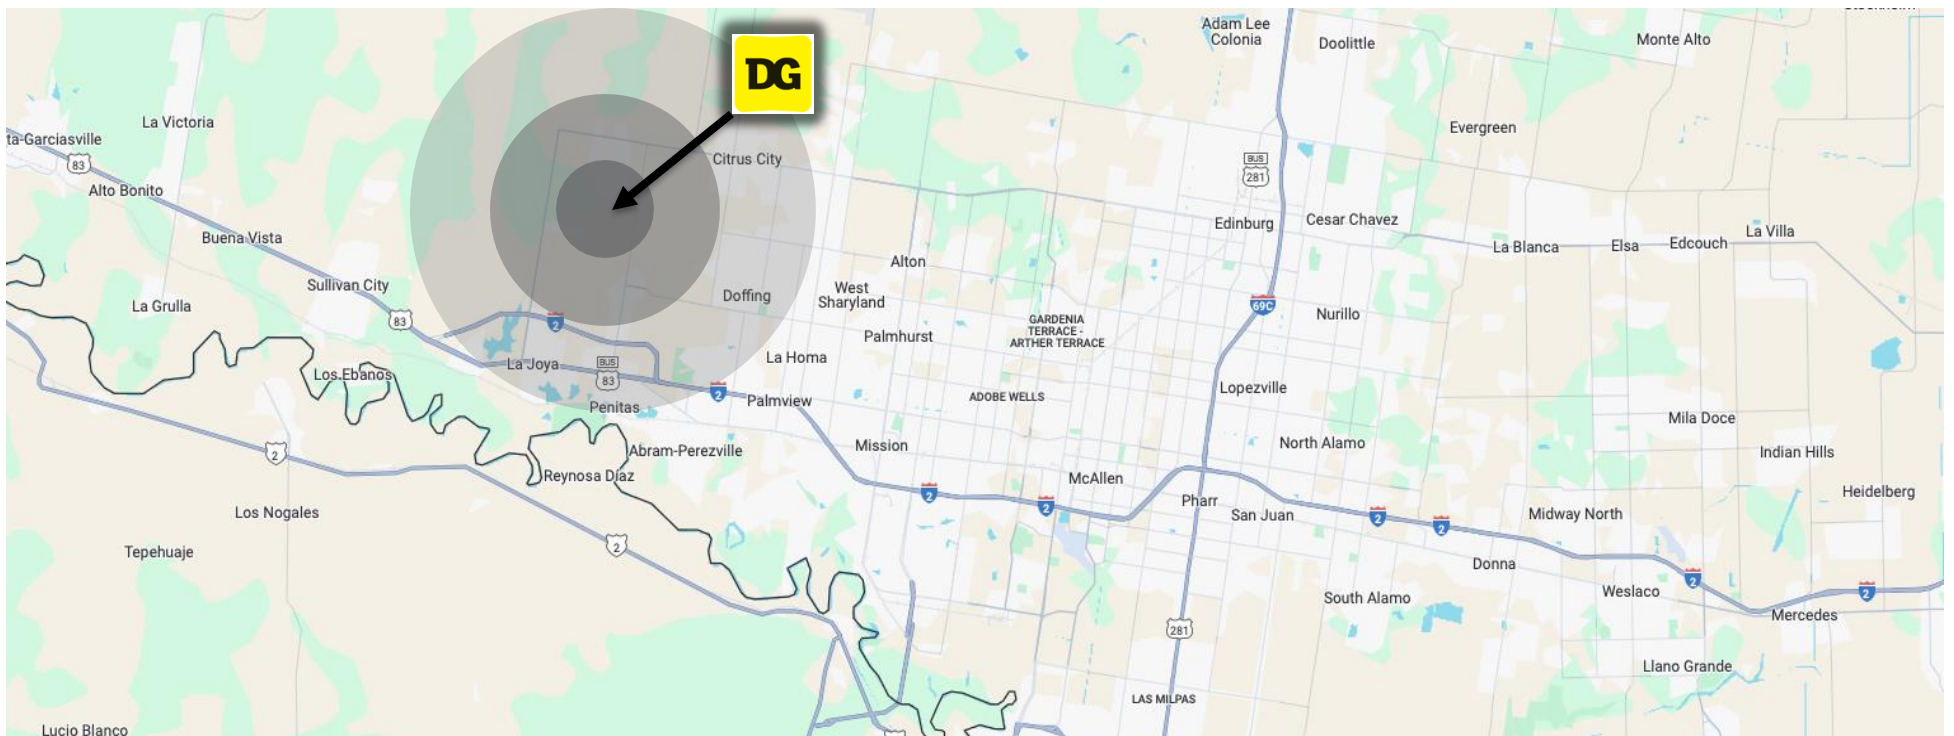 Adam Lee
Colonia
Doolittle
Monte Alto
DG
La Victoria
ta-Garciasville
83
Alto Bonito
Citrus City
Evergreen
BUS
281
Buena Vista
Edinburg
Cesar Chavez
La Blanca
Elsa
Edcouch
La Villa
Alton
Sullivan City
La Grulla
Doffing
West
Sharyland
69C
Nurillo
83
2
GARDENIA
TERRACE -
ARTHER TERRACE
Palmhurst
La Joya
BUS
83
La Homa
Los Ebanos
2
Palmview
Penitas
ADOBE WELLS
Lopezville
Mila Doce
2
Abram-Perezville
Mission
North Alamo
Indian Hills
Reynosa Díaz
McAllen
Heidelberg
Los Nogales
2
2
Pharr
San Juan
2
2
Midway North
Tepehuaje
2
Donna
2
Weslaco
2
South Alamo
Mercedes
281
Llano Grande
LAS MILPAS
Lucio Blanco